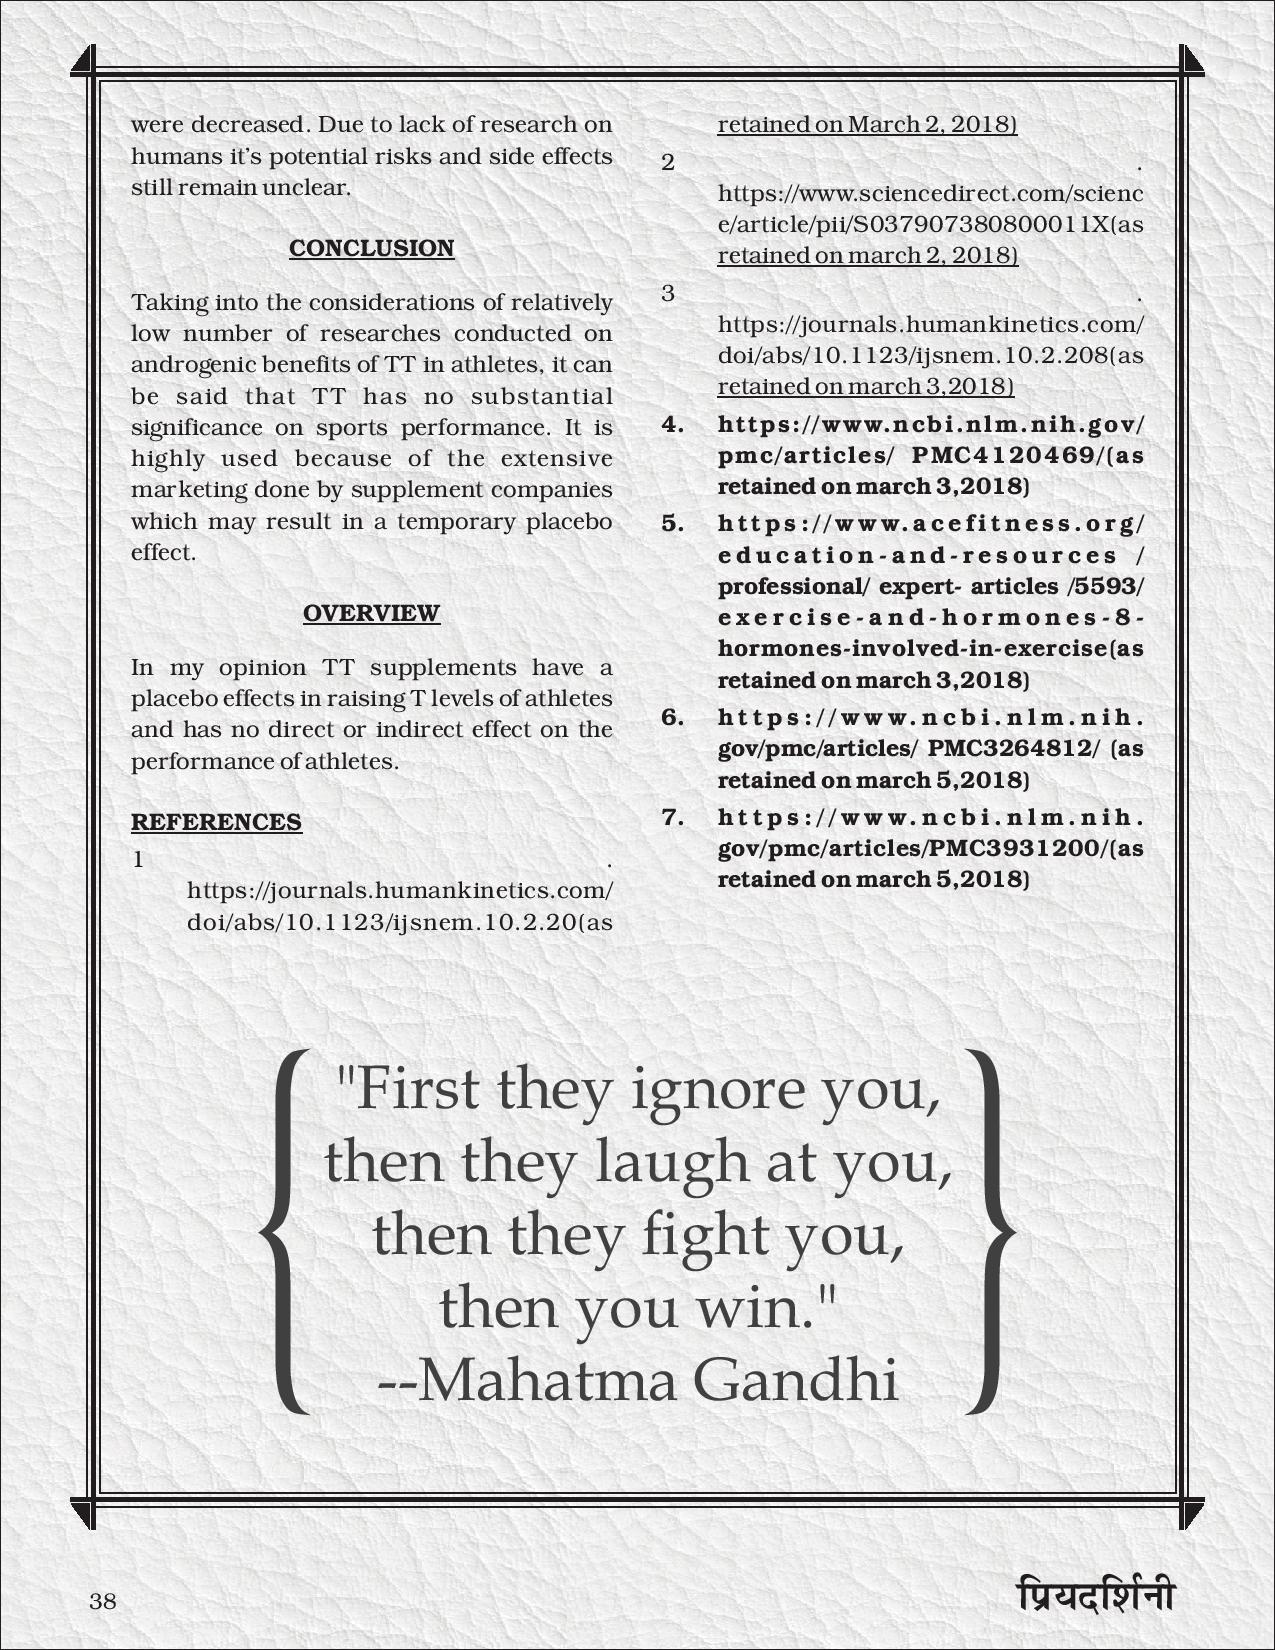 were decreased. Due to lack of research on
humans it's potential risks and side effects
still remain unclear.
CONCLUSION
Taking into the considerations of relatively
low number of researches conducted on
androgenic benefits of TT in athletes, it can
be said that TT has no substantial
significance on sports performance. It is
highly used because of the extensive
marketing done by supplement companies
which may result in a temporary placebo
effect.
OVERVIEW
In my opinion TT supplements have a
placebo effects in raising T levels of athletes
and has no direct or indirect effect on the
performance of athletes.
REFERENCES
1 .
https://journals.humankinetics.com/
doi/abs/10.1123/ijsnem.10.2.20(as
retained on March 2, 2018)
2 .
https://www.sciencedirect.com/scienc
e/article/pii/S037907380800011X(as
retained on march 2, 2018)
3 .
https://journals.humankinetics.com/
doi/abs/10.1123/ijsnem.10.2.208(as
retained on march 3,2018)
4. https://www.ncbi.nlm.nih.gov/
pmc/articles/ PMC4120469/(as
retained on march 3,2018)
5. https://www.acefitness.org/
education-and-resources /
professional/ expert- articles /5593/
exercise-and-hormones-8-
hormones-involved-in-exercise(as
retained on march 3,2018)
6. https://www.ncbi.nlm.nih.
gov/pmc/articles/ PMC3264812/ (as
retained on march 5,2018)
7. https://www.ncbi.nlm.nih.
gov/pmc/articles/PMC3931200/(as
retained on march 5,2018)
"First they ignore you,
then they laugh at you,
then they fight you,
then you win."
--Mahatma Gandhi
38
प्रियदर्शिनी